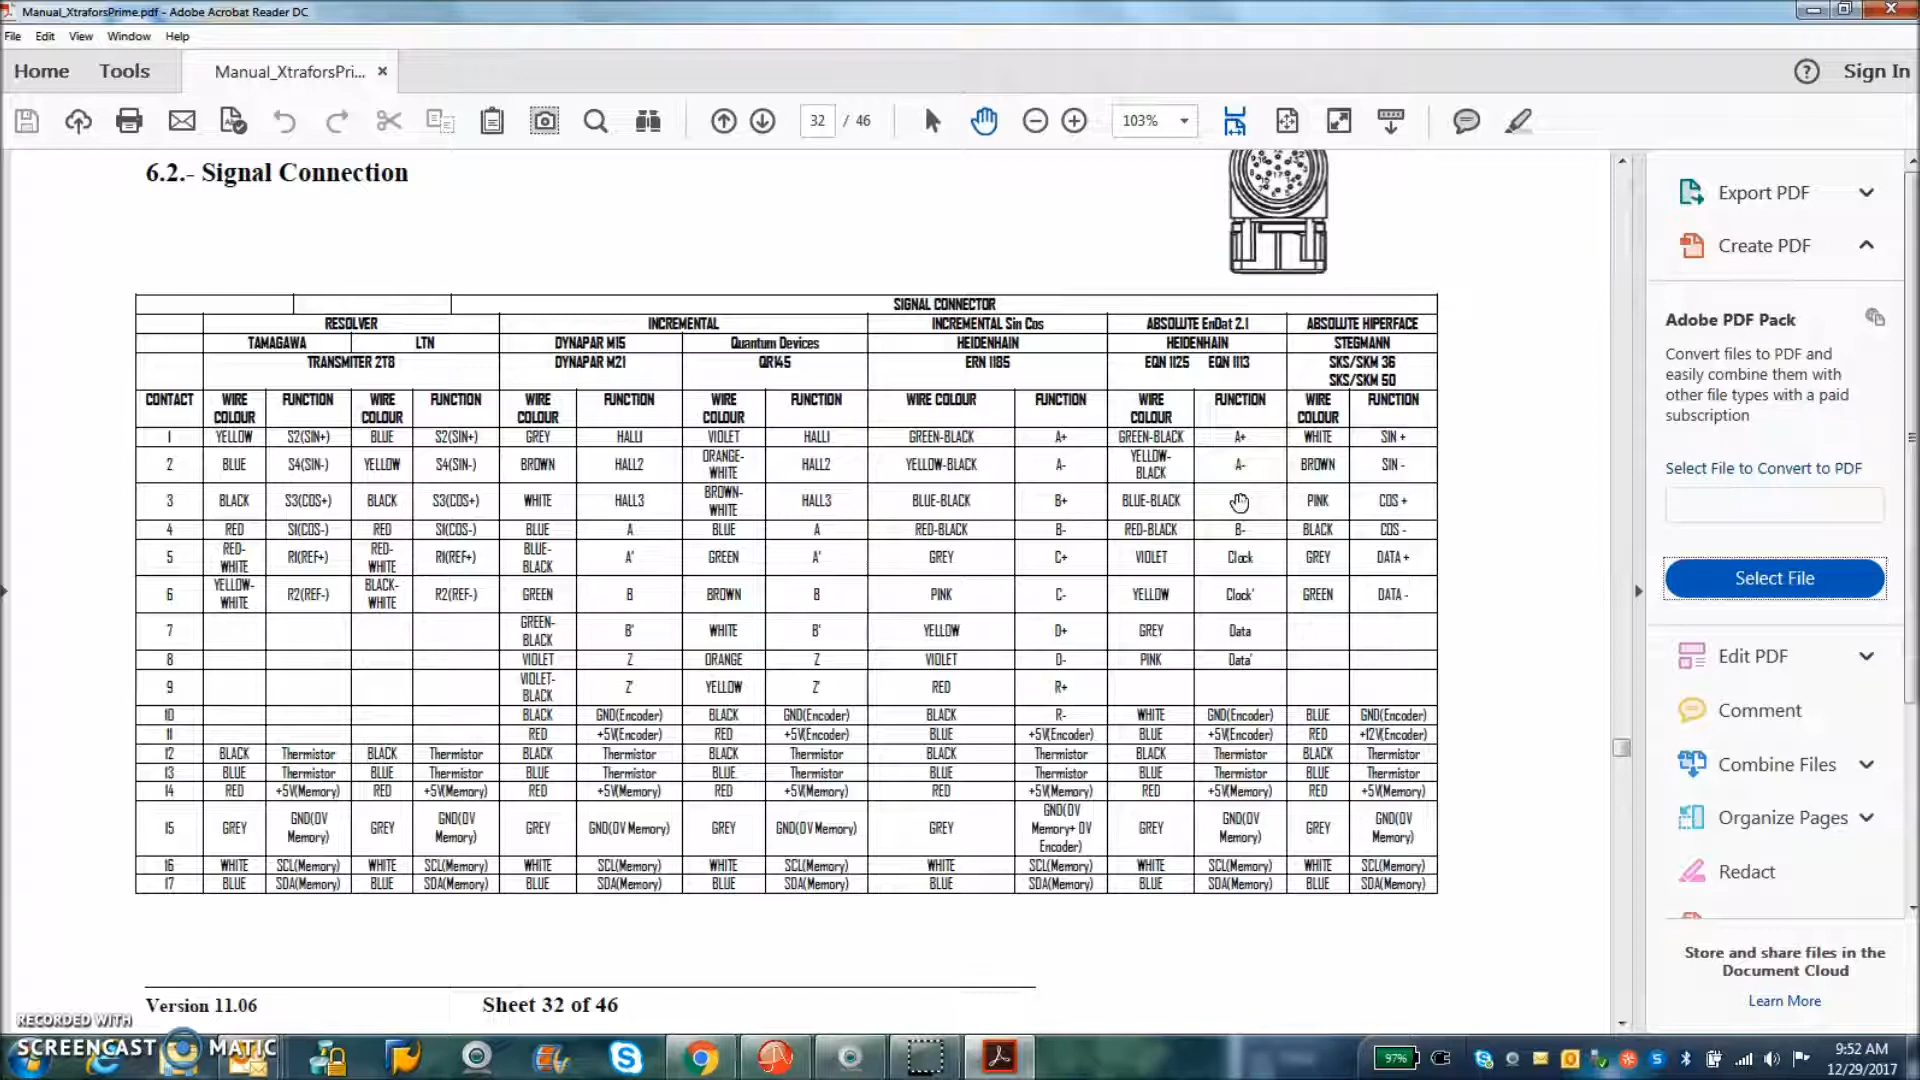 Manual_XtraforsPrime.pdf - Adobe Acrobat Reader DC
File Edit View Window Help
Home Tools Manual_XtraforsPri... × ? Sign In
32 / 46 103%
6.2.- Signal Connection
SIGNAL CONNECTOR
RESOLVER INCREMENTAL INCREMENTAL Sin Cos ABSOLUTE EnDat 2.1 ABSOLUTE HIPERFACE
TAMAGAWA LTN DYNAPAR M15 Quantum Devices HEIDENHAIN HEIDENHAIN STEGMANN
TRANSMITER 2T8 DYNAPAR M21 QR145 ERN 1185 EQN 1125 EQN 1113 SKS/SKM 36
SKS/SKM 50
CONTACT WIRE COLOUR FUNCTION WIRE COLOUR FUNCTION WIRE COLOUR FUNCTION WIRE COLOUR FUNCTION WIRE COLOUR FUNCTION WIRE COLOUR FUNCTION WIRE COLOUR FUNCTION
1 YELLOW S2(SIN+) BLUE S2(SIN+) GREY HALL1 VIOLET HALL1 GREEN-BLACK A+ GREEN-BLACK A+ WHITE SIN +
2 BLUE S4(SIN-) YELLOW S4(SIN-) BROWN HALL2 ORANGE-WHITE HALL2 YELLOW-BLACK A- YELLOW-BLACK A- BROWN SIN -
3 BLACK S3(COS+) BLACK S3(COS+) WHITE HALL3 BROWN-WHITE HALL3 BLUE-BLACK B+ BLUE-BLACK PINK COS +
4 RED S1(COS-) RED S1(COS-) BLUE A BLUE A RED-BLACK B- RED-BLACK B- BLACK COS -
5 RED-WHITE R1(REF+) RED-WHITE R1(REF+) BLUE-BLACK A' GREEN A' GREY C+ VIOLET Clock GREY DATA +
6 YELLOW-WHITE R2(REF-) BLACK-WHITE R2(REF-) GREEN B BROWN B PINK C- YELLOW Clock' GREEN DATA -
7 GREEN-BLACK B' WHITE B' YELLOW D+ GREY Data
8 VIOLET Z ORANGE Z VIOLET D- PINK Data'
9 VIOLET-BLACK Z' YELLOW Z' RED R+
10 BLACK GND(Encoder) BLACK GND(Encoder) BLACK R- WHITE GND(Encoder) BLUE GND(Encoder)
11 RED +5V(Encoder) RED +5V(Encoder) BLUE +5V(Encoder) BLUE +5V(Encoder) RED +12V(Encoder)
12 BLACK Thermistor BLACK Thermistor BLACK Thermistor BLACK Thermistor BLACK Thermistor BLACK Thermistor BLACK Thermistor
13 BLUE Thermistor BLUE Thermistor BLUE Thermistor BLUE Thermistor BLUE Thermistor BLUE Thermistor BLUE Thermistor
14 RED +5V(Memory) RED +5V(Memory) RED +5V(Memory) RED +5V(Memory) RED +5V(Memory) RED +5V(Memory) RED +5V(Memory)
15 GREY GND(0V Memory) GREY GND(0V Memory) GREY GND(0V Memory) GREY GND(0V Memory) GREY GND(0V Memory+ 0V Encoder) GREY GND(0V Memory) GREY GND(0V Memory)
16 WHITE SCL(Memory) WHITE SCL(Memory) WHITE SCL(Memory) WHITE SCL(Memory) WHITE SCL(Memory) WHITE SCL(Memory) WHITE SCL(Memory)
17 BLUE SDA(Memory) BLUE SDA(Memory) BLUE SDA(Memory) BLUE SDA(Memory) BLUE SDA(Memory) BLUE SDA(Memory) BLUE SDA(Memory)
Version 11.06 Sheet 32 of 46
Export PDF
Create PDF
Adobe PDF Pack
Convert files to PDF and
easily combine them with
other file types with a paid
subscription
Select File to Convert to PDF
Select File
Edit PDF
Comment
Combine Files
Organize Pages
Redact
Store and share files in the
Document Cloud
Learn More
RECORDED WITH
SCREENCAST MATIC
97%
9:52 AM
12/29/2017